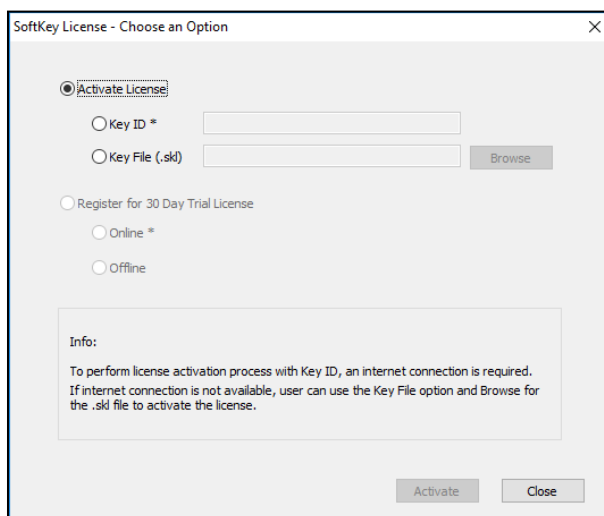 SoftKey License - Choose an Option
Activate License
Key ID *
Key File (.skl)
Browse
Register for 30 Day Trial License
Online *
Offline
Info:
To perform license activation process with Key ID, an internet connection is required.
If internet connection is not available, user can use the Key File option and Browse for
the .skl file to activate the license.
Activate
Close